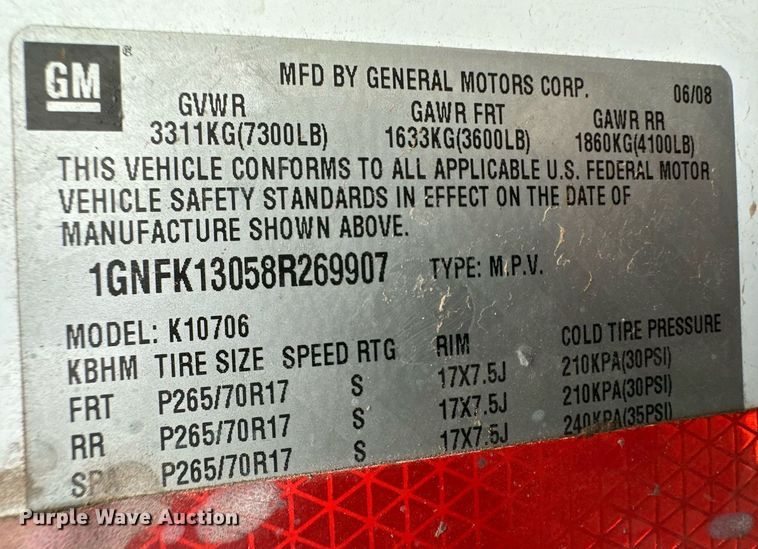 GM ®
MFD BY GENERAL MOTORS CORP. 06/08
GVWR GAWR FRT GAWR RR
3311KG(7300LB) 1633KG(3600LB) 1860KG(4100LB)
THIS VEHICLE CONFORMS TO ALL APPLICABLE U.S. FEDERAL MOTOR
VEHICLE SAFETY STANDARDS IN EFFECT ON THE DATE OF
MANUFACTURE SHOWN ABOVE.
1GNFK13058R269907 TYPE: M.P.V.
MODEL: K10706
KBHM TIRE SIZE SPEED RTG RIM COLD TIRE PRESSURE
FRT P265/70R17 S 17X7.5J 210KPA(30PSI)
RR P265/70R17 S 17X7.5J 210KPA(30PSI)
SP P265/70R17 S 17X7.5J 240KPA(35PSI)
Purple Wave Auction